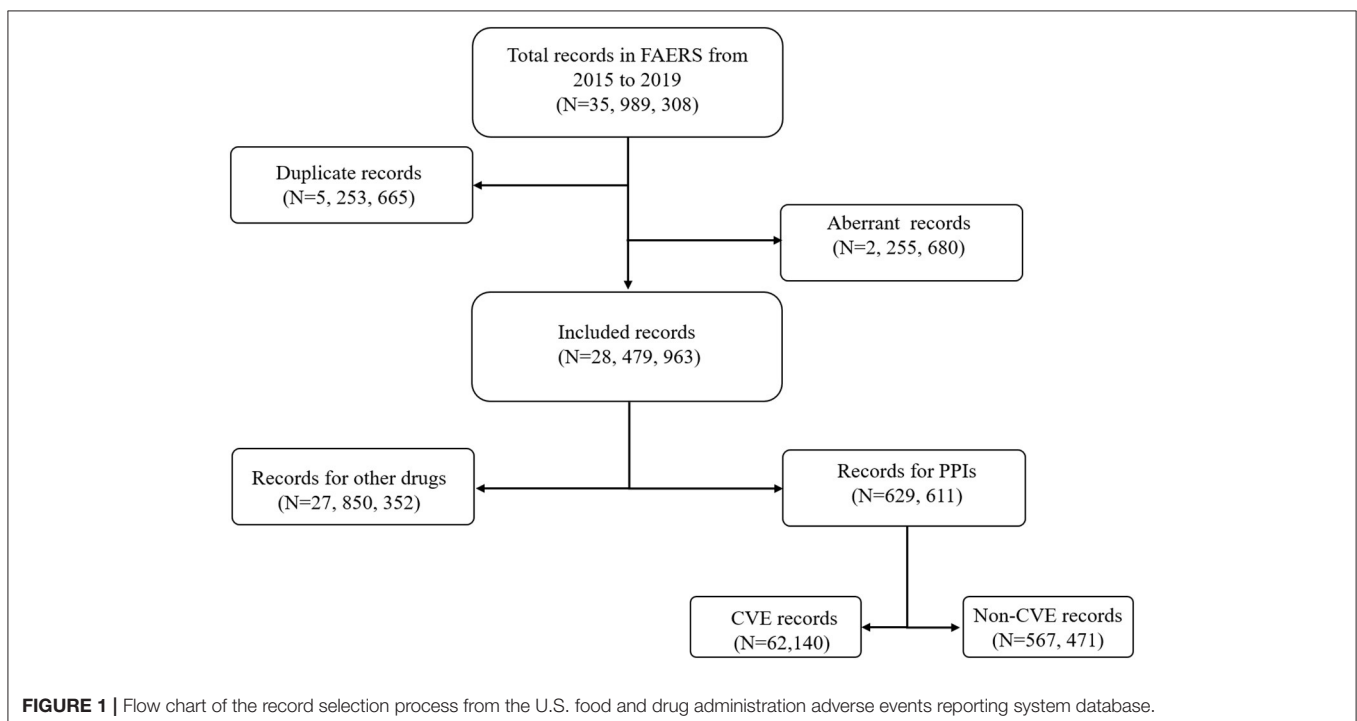 Total records in FAERS from
2015 to 2019
(N=35, 989, 308)
Duplicate records
(N=5, 253, 665)
Aberrant  records
(N=2, 255, 680)
Included records
(N=28, 479, 963)
Records for other drugs
(N=27, 850, 352)
Records for PPIs
(N=629, 611)
CVE records
(N=62,140)
Non-CVE records
(N=567, 471)
FIGURE 1 | Flow chart of the record selection process from the U.S. food and drug administration adverse events reporting system database.